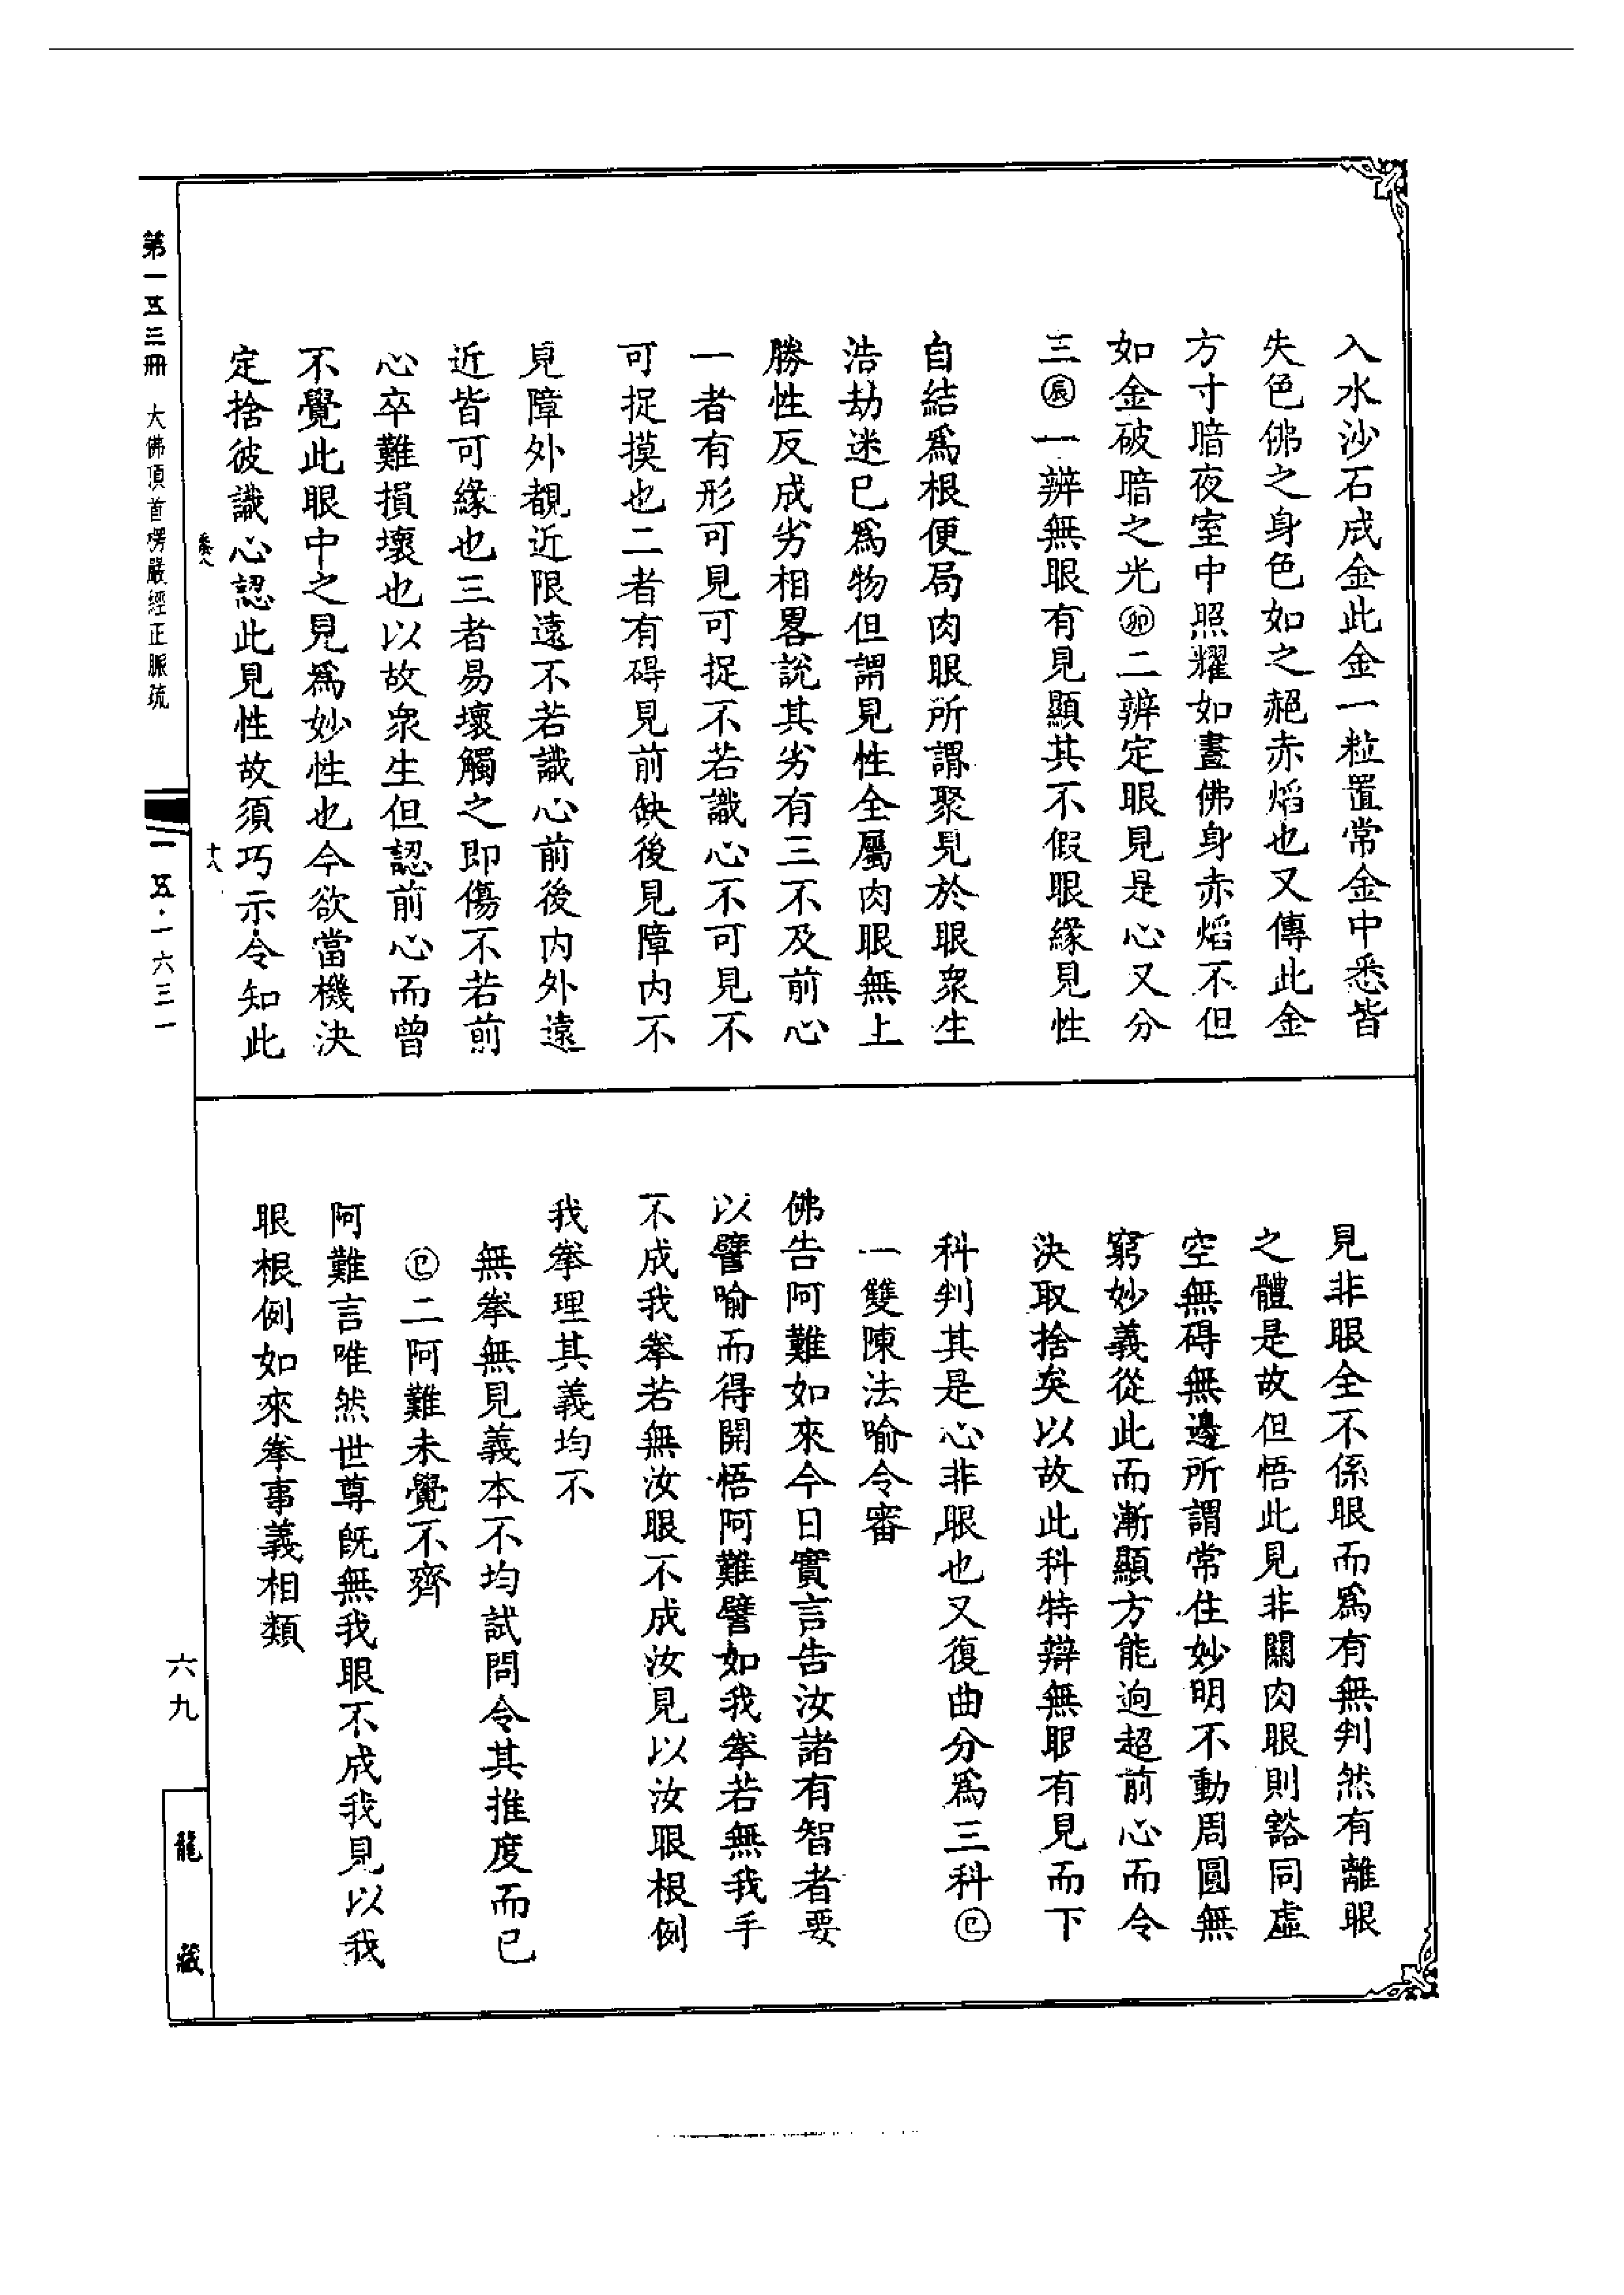 入水沙石成金此金一粒置常金中悉皆
失色佛之身色如之赩赤焰也又傳此金
方寸暗夜室中照耀如晝佛身赤焰不但
如金破暗之光㊞二辨定眼見是心又分
三㊞一辨無眼有見顯其不假眼緣見性
自結爲根便局肉眼所謂聚見於眼衆生
浩劫迷已爲物但謂見性全屬肉眼無上
勝性反成劣相畧說其劣有三不及前心
一者有形可見可捉不若識心不可見不
可捉摸也二者有碍見前缺後見障内不
見障外覩近限遠不若識心前後内外遠
近皆可緣也三者易壞觸之即傷不若前
心卒難損壞也以故衆生但認前心而曾
不覺此眼中之見爲妙性也今欲當機決
定捨彼識心認此見性故須巧示令知此
見非眼全不係眼而爲有無判然有離眼
之體是故但悟此見非關肉眼則豁同虛
空無碍無邊所謂常住妙明不動周圓無
窮妙義從此而漸顯方能逈超前心而令
決取捨矣以故此科特辯無眼有見而下
科判其是心非眼也又復曲分爲三科㊞
一雙陳法喻令審
佛告阿難如來今日實言告汝諸有智者要
以譬喻而得開悟阿難譬如我拳若無我手
不成我拳若無汝眼不成汝見以汝眼根例
我拳理其義均不
無拳無見義本不均試問令其推度而已
㊞二阿難未覺不齊
阿難言唯然世尊旣無我眼不成我見以我
眼根例如來拳事義相類
第一五三冊 大佛頂首楞嚴經正脈疏
卷八
十八
一五·一六三一
六九
龍藏